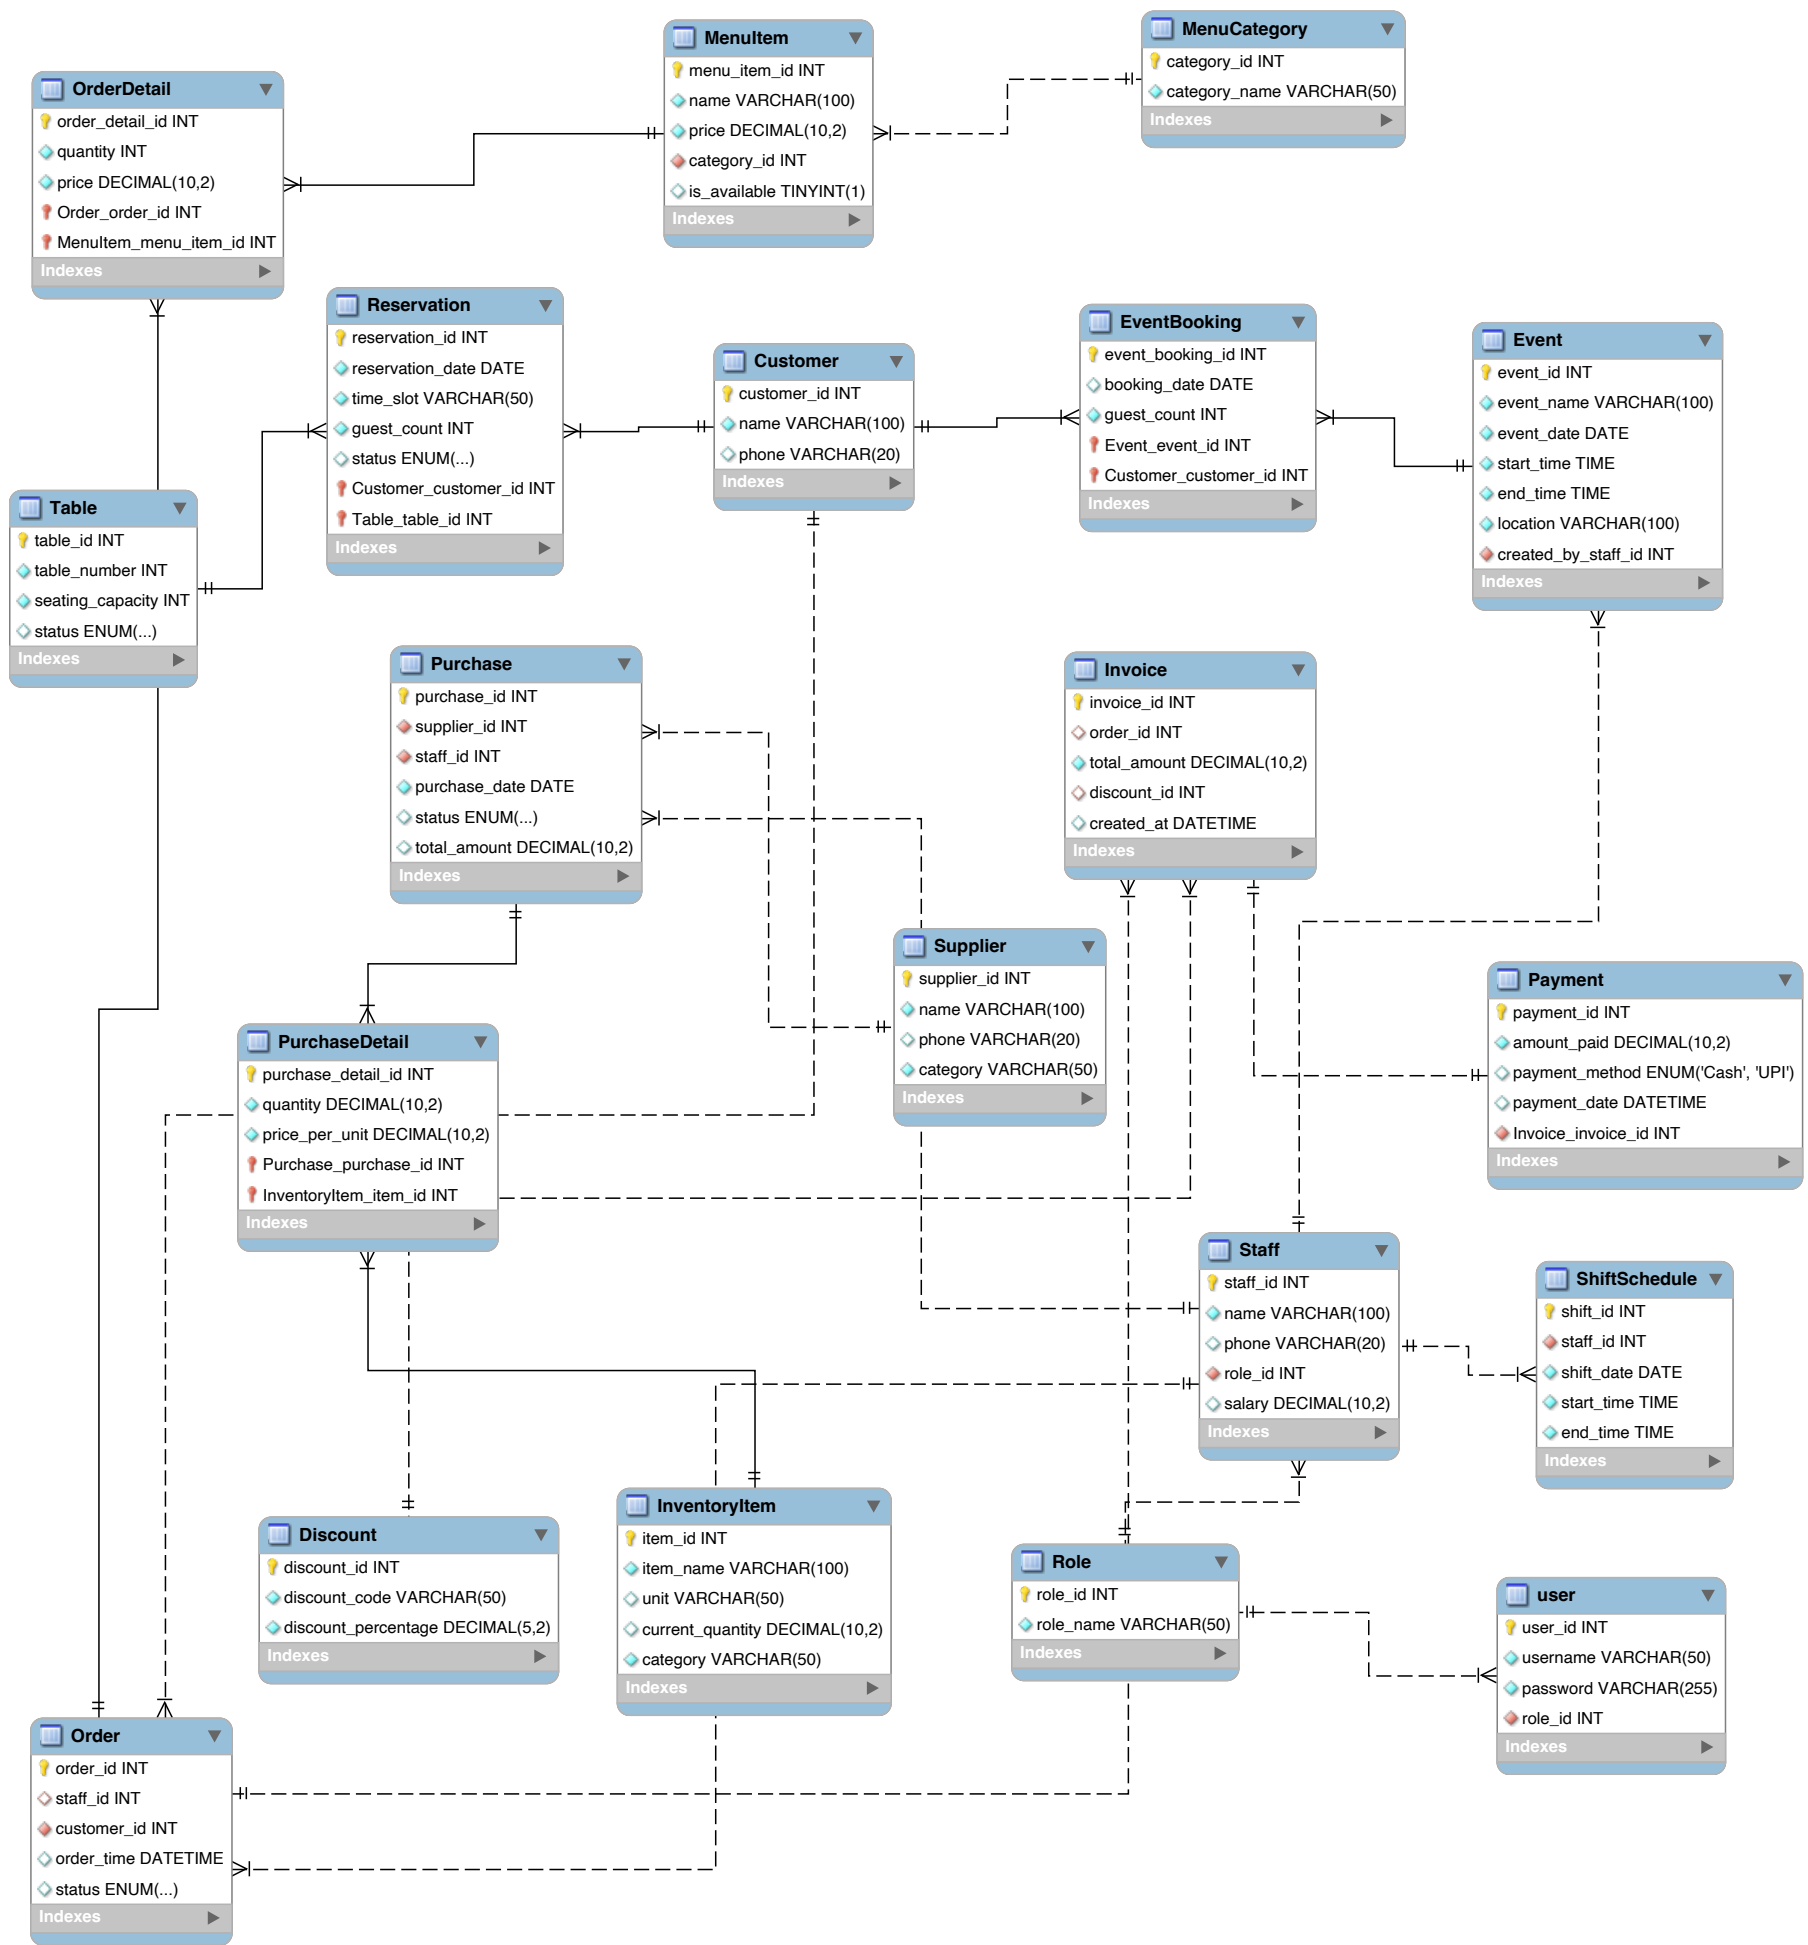 MenuItem
menu_item_id INT
name VARCHAR(100)
price DECIMAL(10,2)
category_id INT
is_available TINYINT(1)
Indexes
MenuCategory
category_id INT
category_name VARCHAR(50)
Indexes
OrderDetail
order_detail_id INT
quantity INT
price DECIMAL(10,2)
Order_order_id INT
MenuItem_menu_item_id INT
Indexes
Reservation
reservation_id INT
reservation_date DATE
time_slot VARCHAR(50)
guest_count INT
status ENUM(...)
Customer_customer_id INT
Table_table_id INT
Indexes
Customer
customer_id INT
name VARCHAR(100)
phone VARCHAR(20)
Indexes
EventBooking
event_booking_id INT
booking_date DATE
guest_count INT
Event_event_id INT
Customer_customer_id INT
Indexes
Event
event_id INT
event_name VARCHAR(100)
event_date DATE
start_time TIME
end_time TIME
location VARCHAR(100)
created_by_staff_id INT
Indexes
Table
table_id INT
table_number INT
seating_capacity INT
status ENUM(...)
Indexes
Purchase
purchase_id INT
supplier_id INT
staff_id INT
purchase_date DATE
status ENUM(...)
total_amount DECIMAL(10,2)
Indexes
Invoice
invoice_id INT
order_id INT
total_amount DECIMAL(10,2)
discount_id INT
created_at DATETIME
Indexes
Supplier
supplier_id INT
name VARCHAR(100)
phone VARCHAR(20)
category VARCHAR(50)
Indexes
Payment
payment_id INT
amount_paid DECIMAL(10,2)
payment_method ENUM('Cash', 'UPI')
payment_date DATETIME
Invoice_invoice_id INT
Indexes
PurchaseDetail
purchase_detail_id INT
quantity DECIMAL(10,2)
price_per_unit DECIMAL(10,2)
Purchase_purchase_id INT
InventoryItem_item_id INT
Indexes
Staff
staff_id INT
name VARCHAR(100)
phone VARCHAR(20)
role_id INT
salary DECIMAL(10,2)
Indexes
ShiftSchedule
shift_id INT
staff_id INT
shift_date DATE
start_time TIME
end_time TIME
Indexes
Discount
discount_id INT
discount_code VARCHAR(50)
discount_percentage DECIMAL(5,2)
Indexes
InventoryItem
item_id INT
item_name VARCHAR(100)
unit VARCHAR(50)
current_quantity DECIMAL(10,2)
category VARCHAR(50)
Indexes
Role
role_id INT
role_name VARCHAR(50)
Indexes
user
user_id INT
username VARCHAR(50)
password VARCHAR(255)
role_id INT
Indexes
Order
order_id INT
staff_id INT
customer_id INT
order_time DATETIME
status ENUM(...)
Indexes